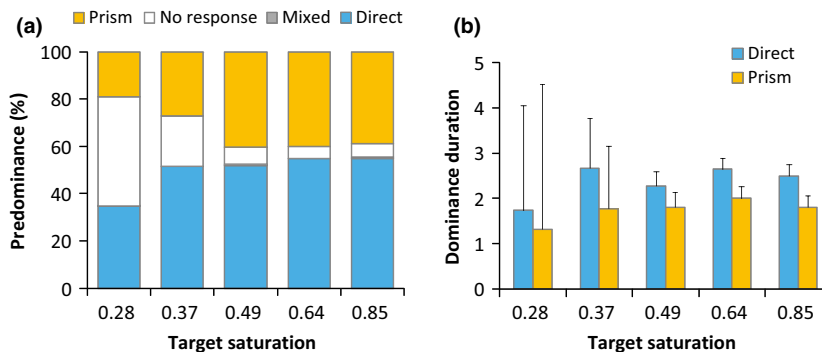 (a)
Prism No response Mixed Direct
Predominance (%)
100
80
60
40
20
0
0.28 0.37 0.49 0.64 0.85
Target saturation
(b)
Direct
Prism
Dominance duration
5
4
3
2
1
0
0.28 0.37 0.49 0.64 0.85
Target saturation